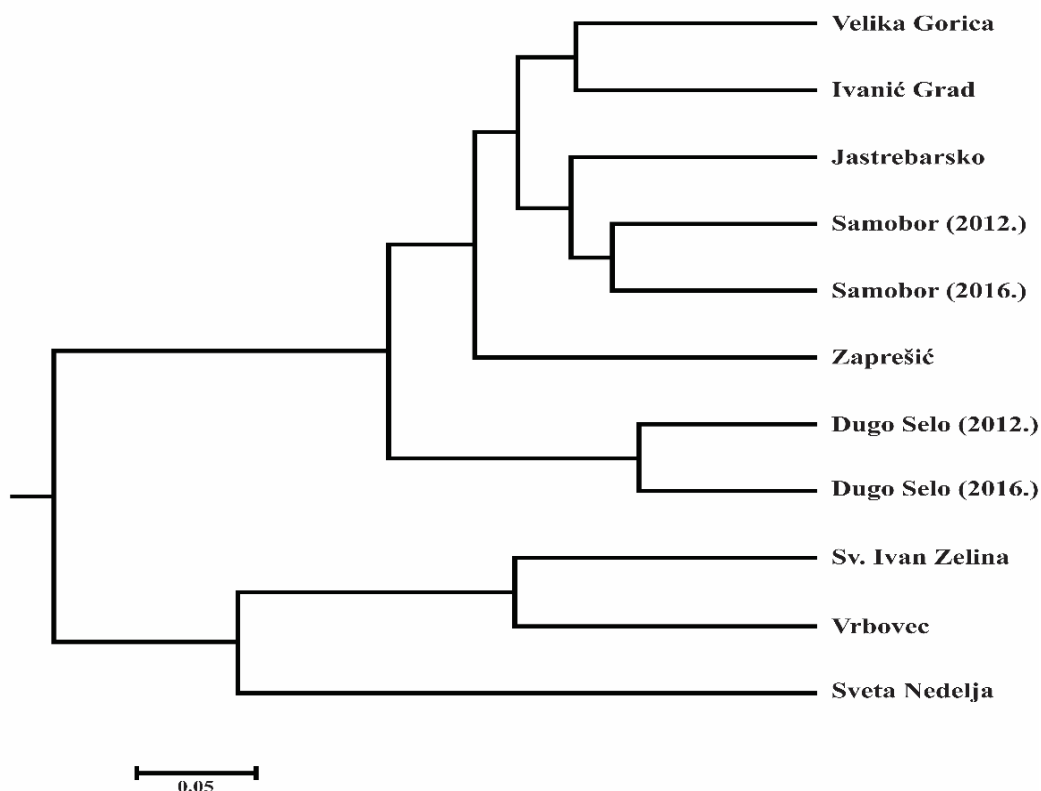 Velika Gorica
Ivanić Grad
Jastrebarsko
Samobor (2012.)
Samobor (2016.)
Zaprešić
Dugo Selo (2012.)
Dugo Selo (2016.)
Sv. Ivan Zelina
Vrbovec
Sveta Nedelja
0.05